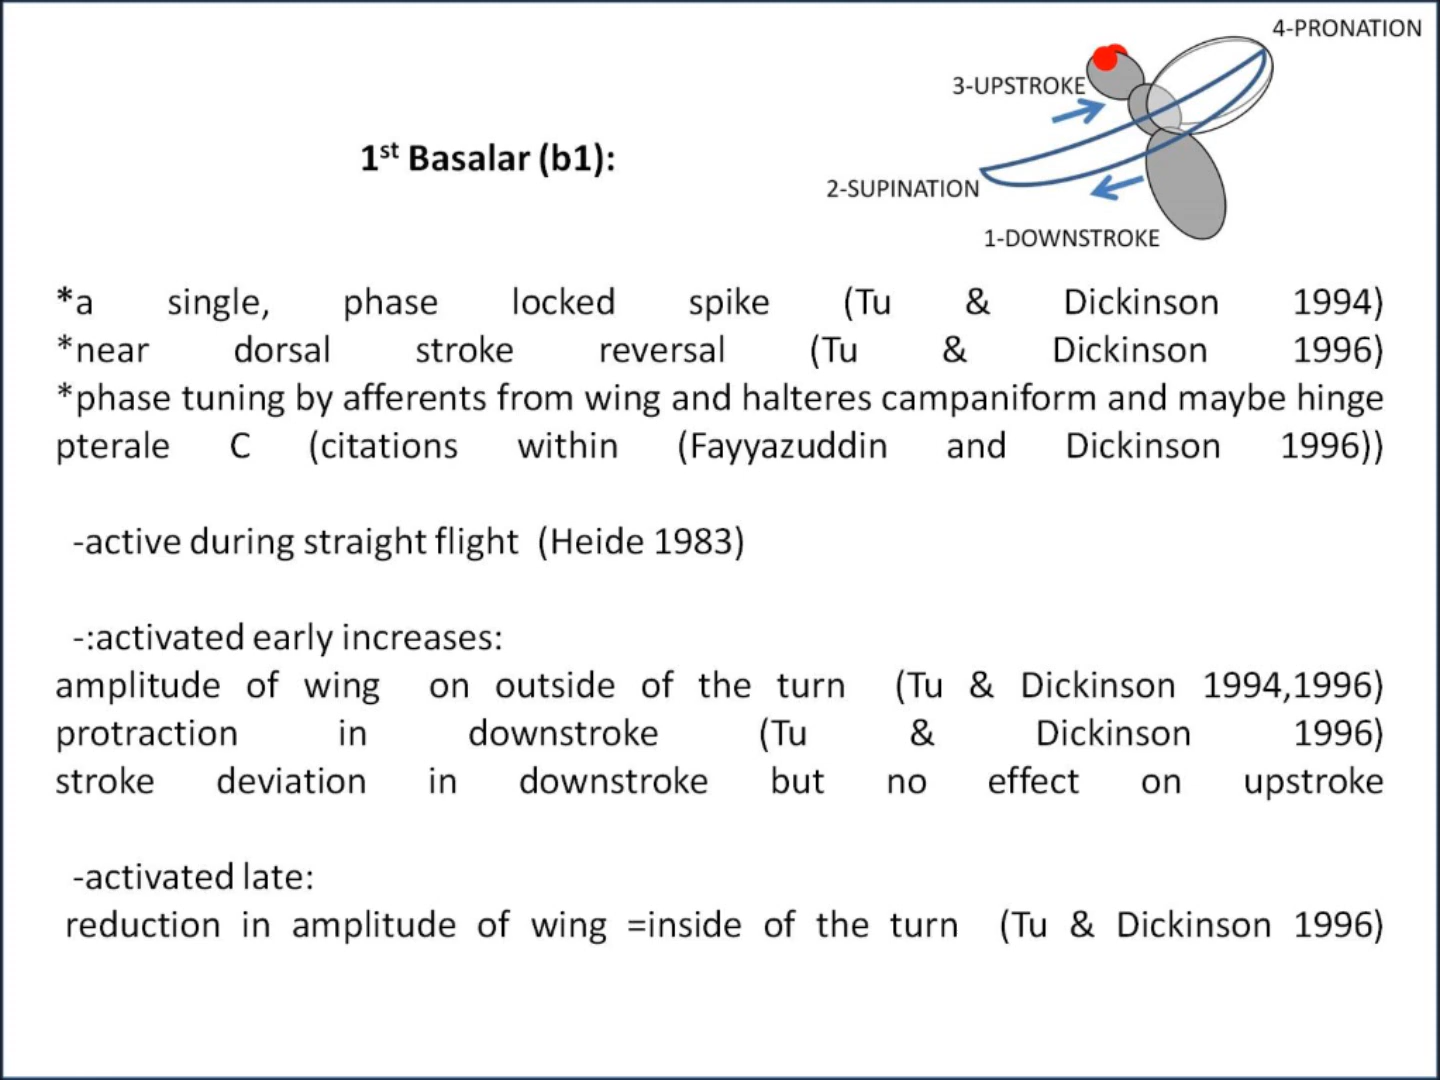 4-PRONATION
3-UPSTROKE
1st Basalar (b1):
2-SUPINATION
1-DOWNSTROKE
*a single, phase locked spike (Tu & Dickinson 1994)
*near dorsal stroke reversal (Tu & Dickinson 1996)
*phase tuning by afferents from wing and halteres campaniform and maybe hinge
pterale C (citations within (Fayyazuddin and Dickinson 1996))
-active during straight flight (Heide 1983)
-:activated early increases:
amplitude of wing on outside of the turn (Tu & Dickinson 1994,1996)
protraction in downstroke (Tu & Dickinson 1996)
stroke deviation in downstroke but no effect on upstroke
-activated late:
reduction in amplitude of wing =inside of the turn (Tu & Dickinson 1996)